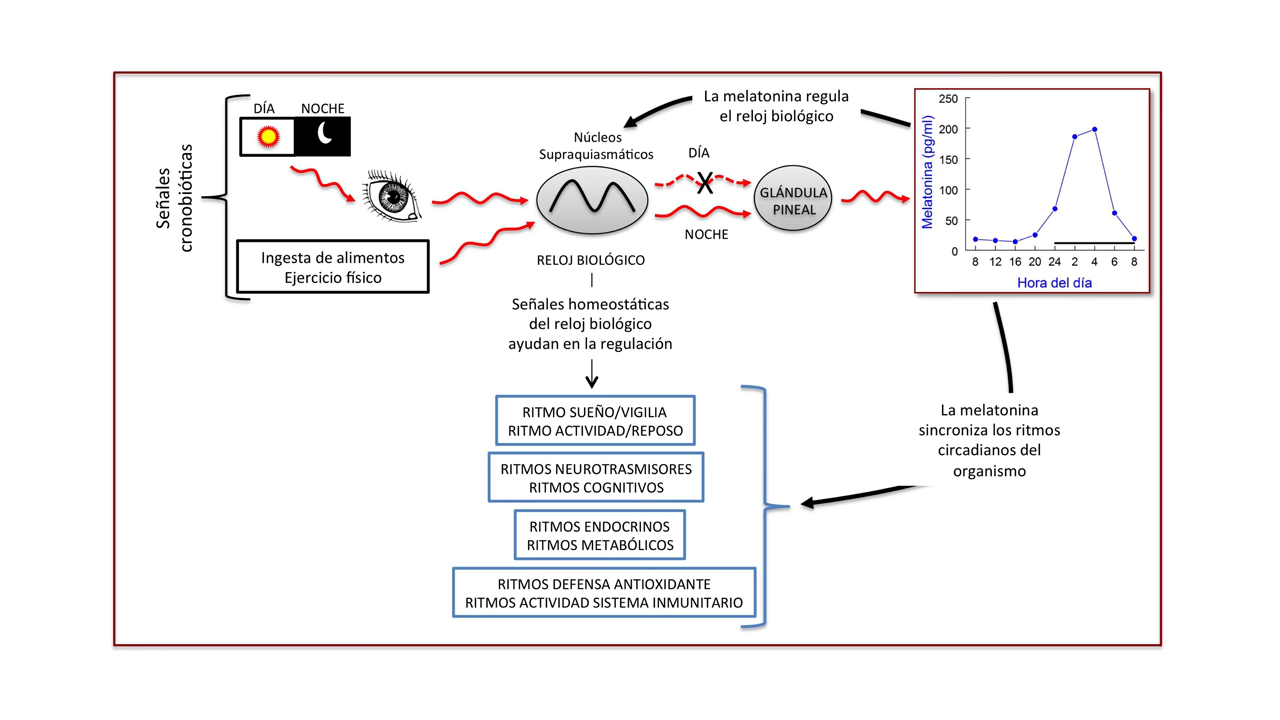 Señales
cronobióticas
DÍA
NOCHE
Ingesta de alimentos
Ejercicio físico
Núcleos
Supraquiasmáticos
RELOJ BIOLÓGICO
DÍA
NOCHE
GLÁNDULA
PINEAL
La melatonina regula
el reloj biológico
Melatonina (pg/ml)
250
200
150
100
50
0
8 12 16 20 24 2 4 6 8
Hora del día
Señales homeostáticas
del reloj biológico
ayudan en la regulación
RITMO SUEÑO/VIGILIA
RITMO ACTIVIDAD/REPOSO
RITMOS NEUROTRASMISORES
RITMOS COGNITIVOS
RITMOS ENDOCRINOS
RITMOS METABÓLICOS
RITMOS DEFENSA ANTIOXIDANTE
RITMOS ACTIVIDAD SISTEMA INMUNITARIO
La melatonina
sincroniza los ritmos
circadianos del
organismo